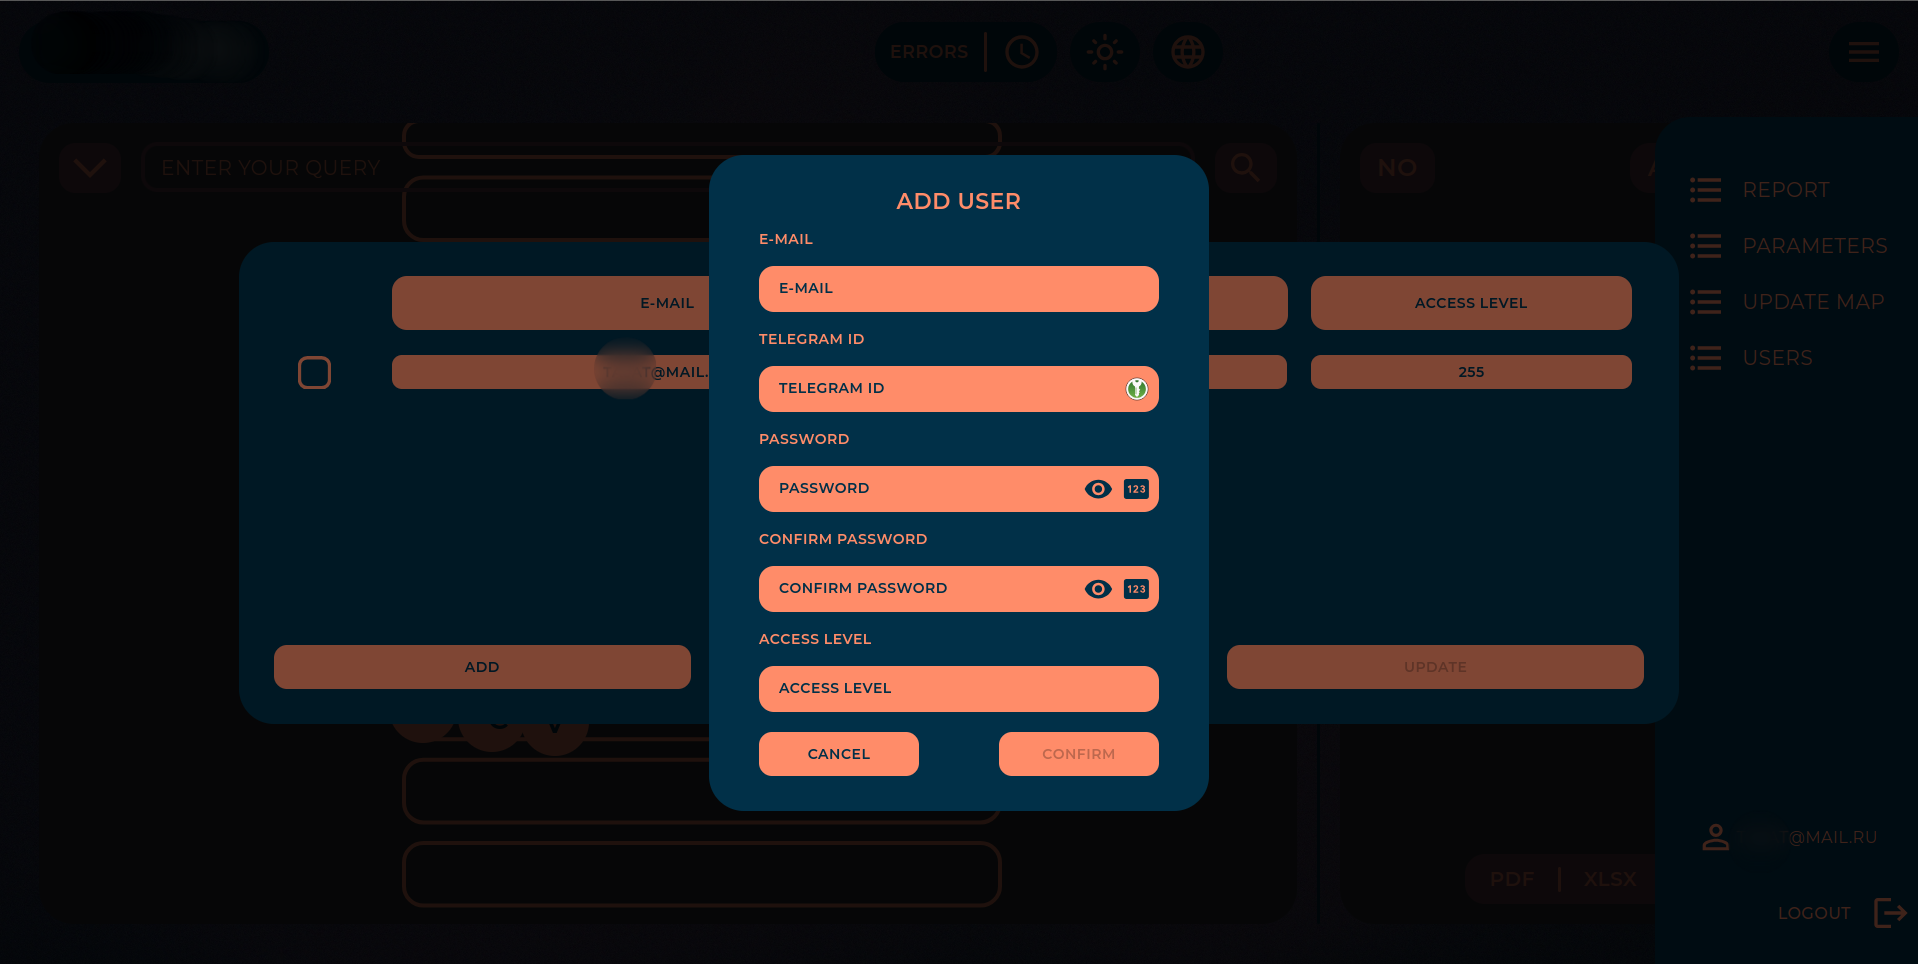 ERRORS
ENTER YOUR QUERY
NO
REPORT
PARAMETERS
UPDATE MAP
USERS
E-MAIL
ACCESS LEVEL
@MAIL.
255
ADD
UPDATE
ADD USER
E-MAIL
E-MAIL
TELEGRAM ID
TELEGRAM ID
PASSWORD
PASSWORD
123
CONFIRM PASSWORD
CONFIRM PASSWORD
123
ACCESS LEVEL
ACCESS LEVEL
CANCEL
CONFIRM
@MAIL.RU
PDF
XLSX
LOGOUT